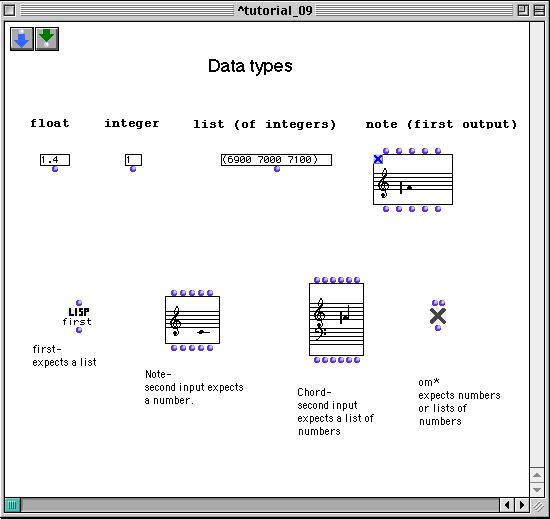 ^tutorial_09
Data types
float
integer
list (of integers)
note (first output)
1.4
1
(6900 7000 7100 )
LISP
first
first-
expects a list
Note-
second input expects
a number.
Chord-
second input
expects a list of
numbers
om*
expects numbers
or lists of
numbers